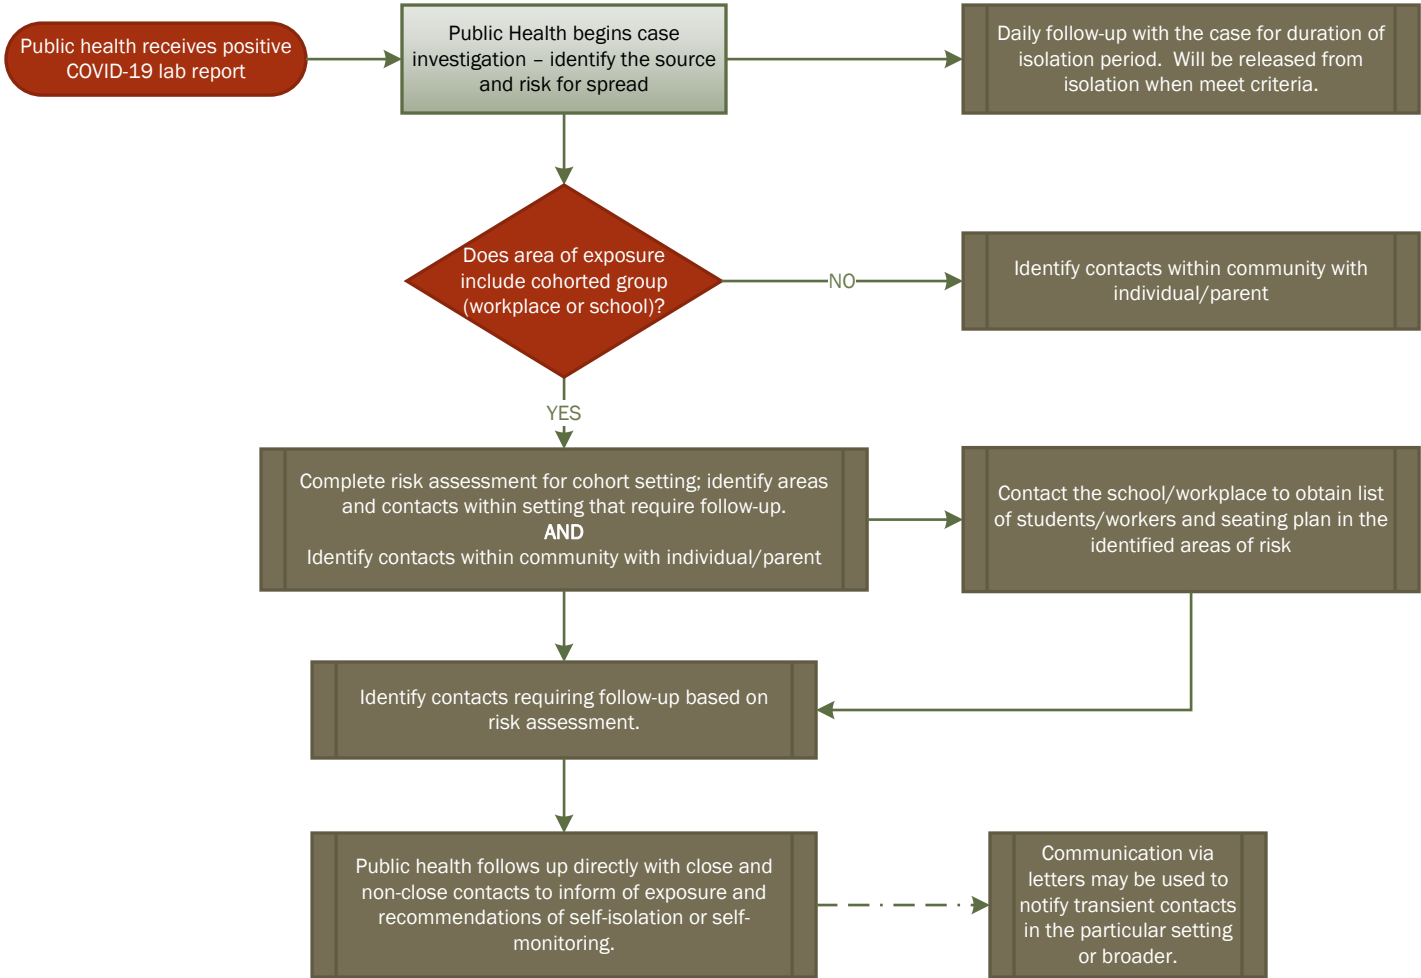 Public health receives positive
COVID-19 lab report
Public Health begins case
investigation – identify the source
and risk for spread
Daily follow-up with the case for duration of
isolation period.  Will be released from
isolation when meet criteria.
Does area of exposure
include cohorted group
(workplace or school)?
NO
Identify contacts within community with
individual/parent
YES
Complete risk assessment for cohort setting; identify areas
and contacts within setting that require follow-up.
AND
Identify contacts within community with individual/parent
Contact the school/workplace to obtain list
of students/workers and seating plan in the
identified areas of risk
Identify contacts requiring follow-up based on
risk assessment.
Public health follows up directly with close and
non-close contacts to inform of exposure and
recommendations of self-isolation or self-
monitoring.
Communication via
letters may be used to
notify transient contacts
in the particular setting
or broader.